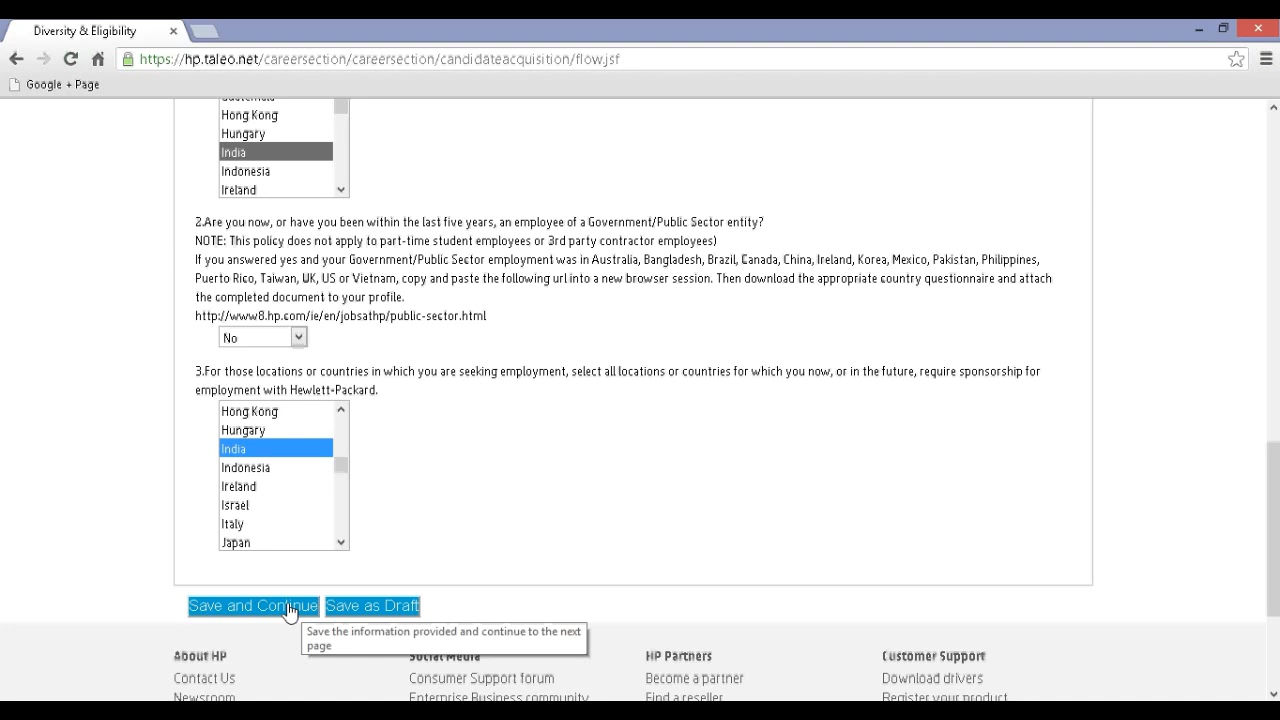 Diversity & Eligibility
https://hp.taleo.net/careersection/careersection/candidateacquisition/flow.jsf
Google + Page
Guatemala
Hong Kong
Hungary
India
Indonesia
Ireland
2.Are you now, or have you been within the last five years, an employee of a Government/Public Sector entity?
NOTE: This policy does not apply to part-time student employees or 3rd party contractor employees)
If you answered yes and your Government/Public Sector employment was in Australia, Bangladesh, Brazil, Canada, China, Ireland, Korea, Mexico, Pakistan, Philippines,
Puerto Rico, Taiwan, UK, US or Vietnam, copy and paste the following url into a new browser session. Then download the appropriate country questionnaire and attach
the completed document to your profile.
http://www8.hp.com/ie/en/jobsathp/public-sector.html
No
3.For those locations or countries in which you are seeking employment, select all locations or countries for which you now, or in the future, require sponsorship for
employment with Hewlett-Packard.
Hong Kong
Hungary
India
Indonesia
Ireland
Israel
Italy
Japan
Save and Continue Save as Draft
Save the information provided and continue to the next
page
About HP Social Media HP Partners Customer Support
Contact Us Consumer Support forum Become a partner Download drivers
Newsroom Enterprise Business community Find a reseller Register your product